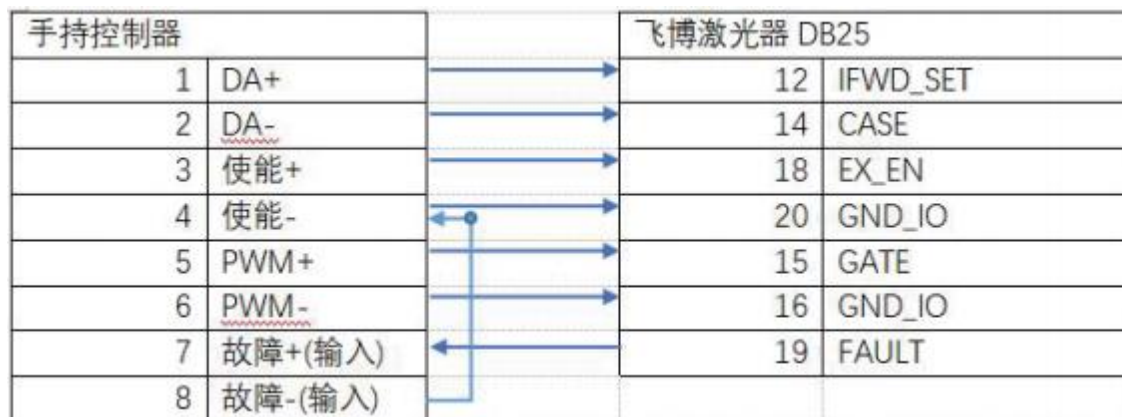 手持控制器 飞博激光器 DB25
1 DA+ 12 IFWD_SET
2 DA- 14 CASE
3 使能+ 18 EX_EN
4 使能- 20 GND_IO
5 PWM+ 15 GATE
6 PWM- 16 GND_IO
7 故障+(输入) 19 FAULT
8 故障-(输入)